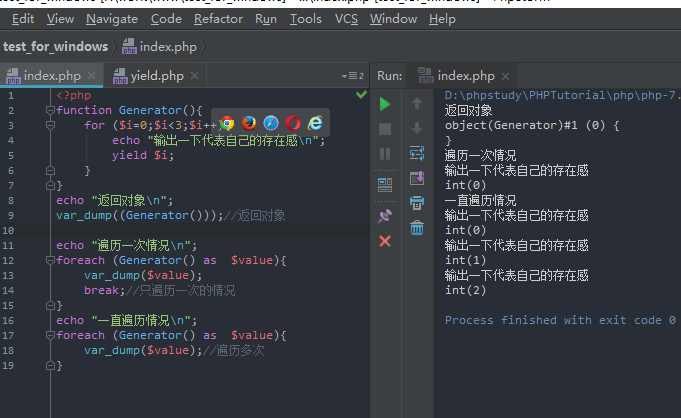 Edit View Navigate Code Refactor Run Tools VCS Window Help
test_for_windows index.php
index.php yield.php
2
Run: index.php
1 <?php
2 function Generator(){
3 for ($i=0;$i<3;$i++
4 echo "输出一下代表自己的存在感\n";
5 yield $i;
6 }
7 }
8 echo "返回对象\n";
9 var_dump((Generator()));//返回对象
10
11 echo "遍历一次情况\n";
12 foreach (Generator() as $value){
13 var_dump($value);
14 break;//只遍历一次的情况
15 }
16 echo "一直遍历情况\n";
17 foreach (Generator() as $value){
18 var_dump($value);//遍历多次
19 }
D:\phpstudy\PHPTutorial\php\php-7.
返回对象
object(Generator)#1 (0) {
}
遍历一次情况
输出一下代表自己的存在感
int(0)
一直遍历情况
输出一下代表自己的存在感
int(0)
输出一下代表自己的存在感
int(1)
输出一下代表自己的存在感
int(2)
Process finished with exit code 0